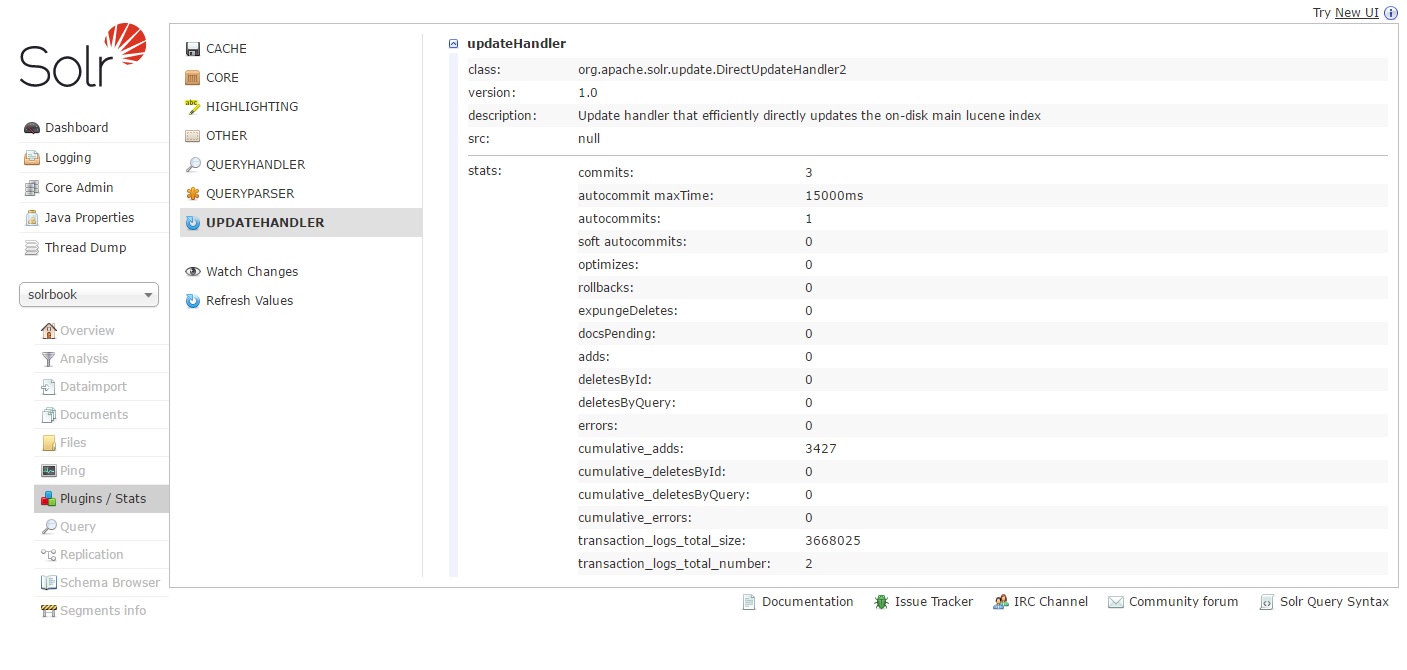 Try New UI
Solr
Dashboard
Logging
Core Admin
Java Properties
Thread Dump
solrbook
Overview
Analysis
Dataimport
Documents
Files
Ping
Plugins / Stats
Query
Replication
Schema Browser
Segments info
CACHE
CORE
abc HIGHLIGHTING
OTHER
QUERYHANDLER
QUERYPARSER
UPDATEHANDLER
Watch Changes
Refresh Values
updateHandler
class: org.apache.solr.update.DirectUpdateHandler2
version: 1.0
description: Update handler that efficiently directly updates the on-disk main lucene index
src: null
stats: commits: 3
autocommit maxTime: 15000ms
autocommits: 1
soft autocommits: 0
optimizes: 0
rollbacks: 0
expungeDeletes: 0
docsPending: 0
adds: 0
deletesById: 0
deletesByQuery: 0
errors: 0
cumulative_adds: 3427
cumulative_deletesById: 0
cumulative_deletesByQuery: 0
cumulative_errors: 0
transaction_logs_total_size: 3668025
transaction_logs_total_number: 2
Documentation Issue Tracker IRC Channel Community forum Solr Query Syntax